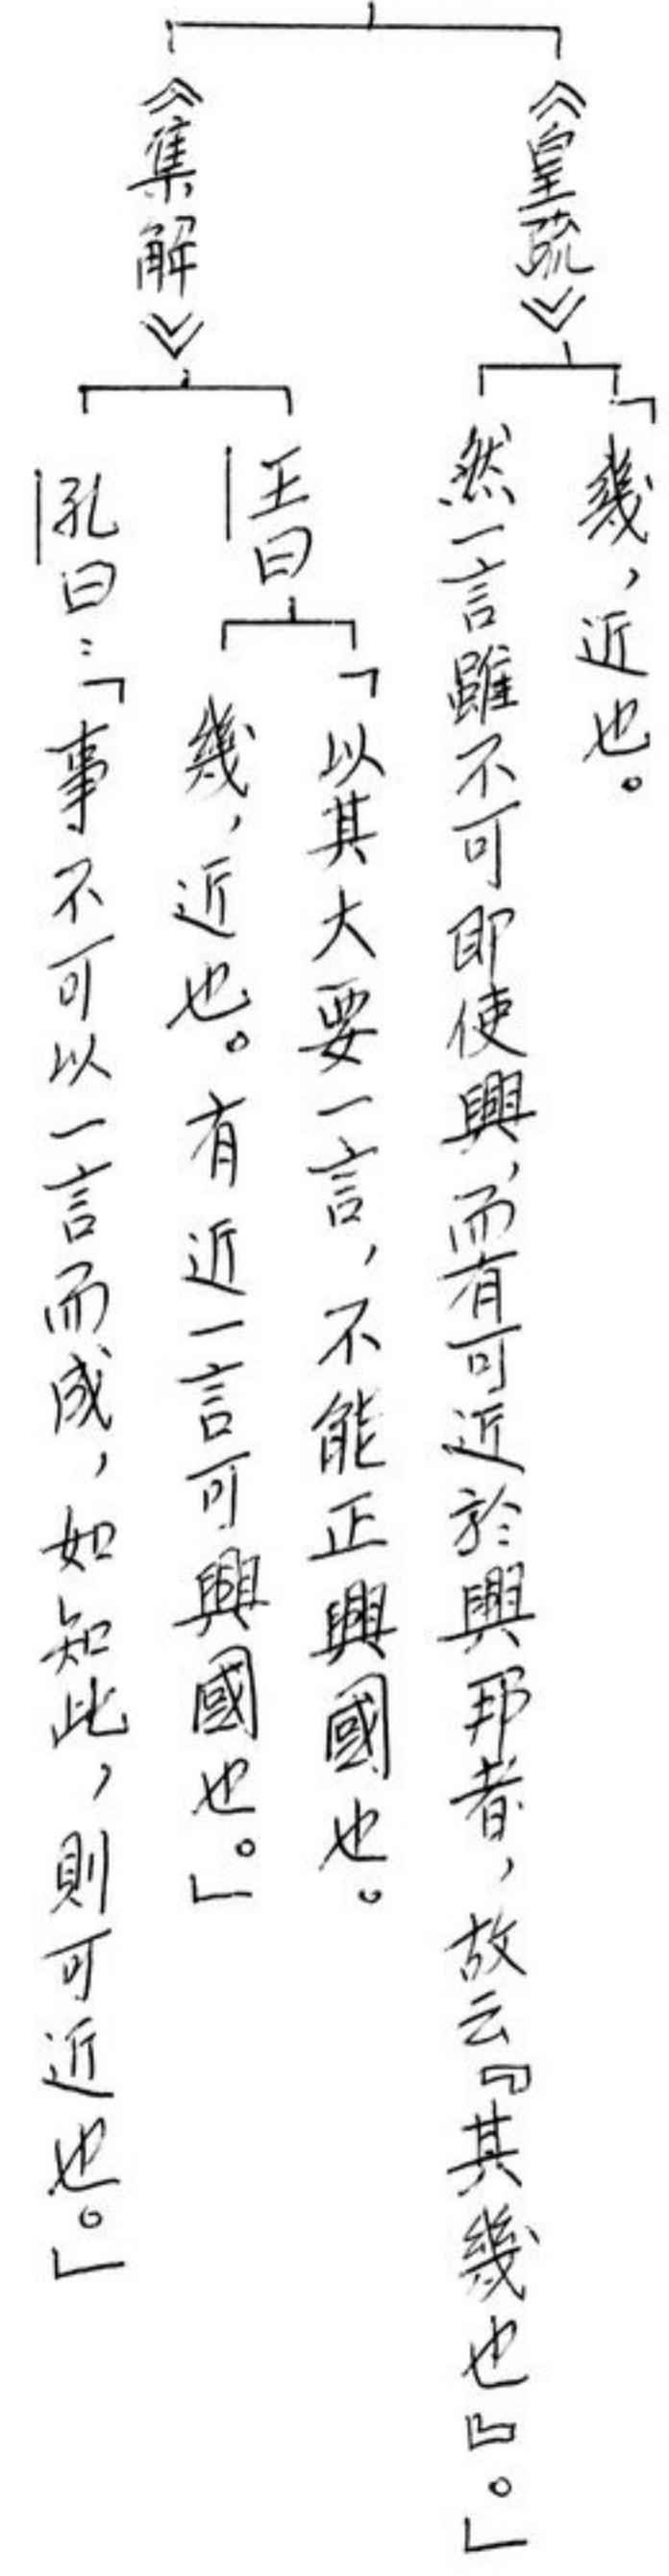 《皇疏》
「幾，近也。
然一言雖不可即使興，而有可近於興邦者，故云『其幾也』。」
《集解》
王曰
「以其大要一言，不能正興國也。
幾，近也。有近一言可興國也。」
孔曰：「事不可以一言而成，如知此，則可近也。」